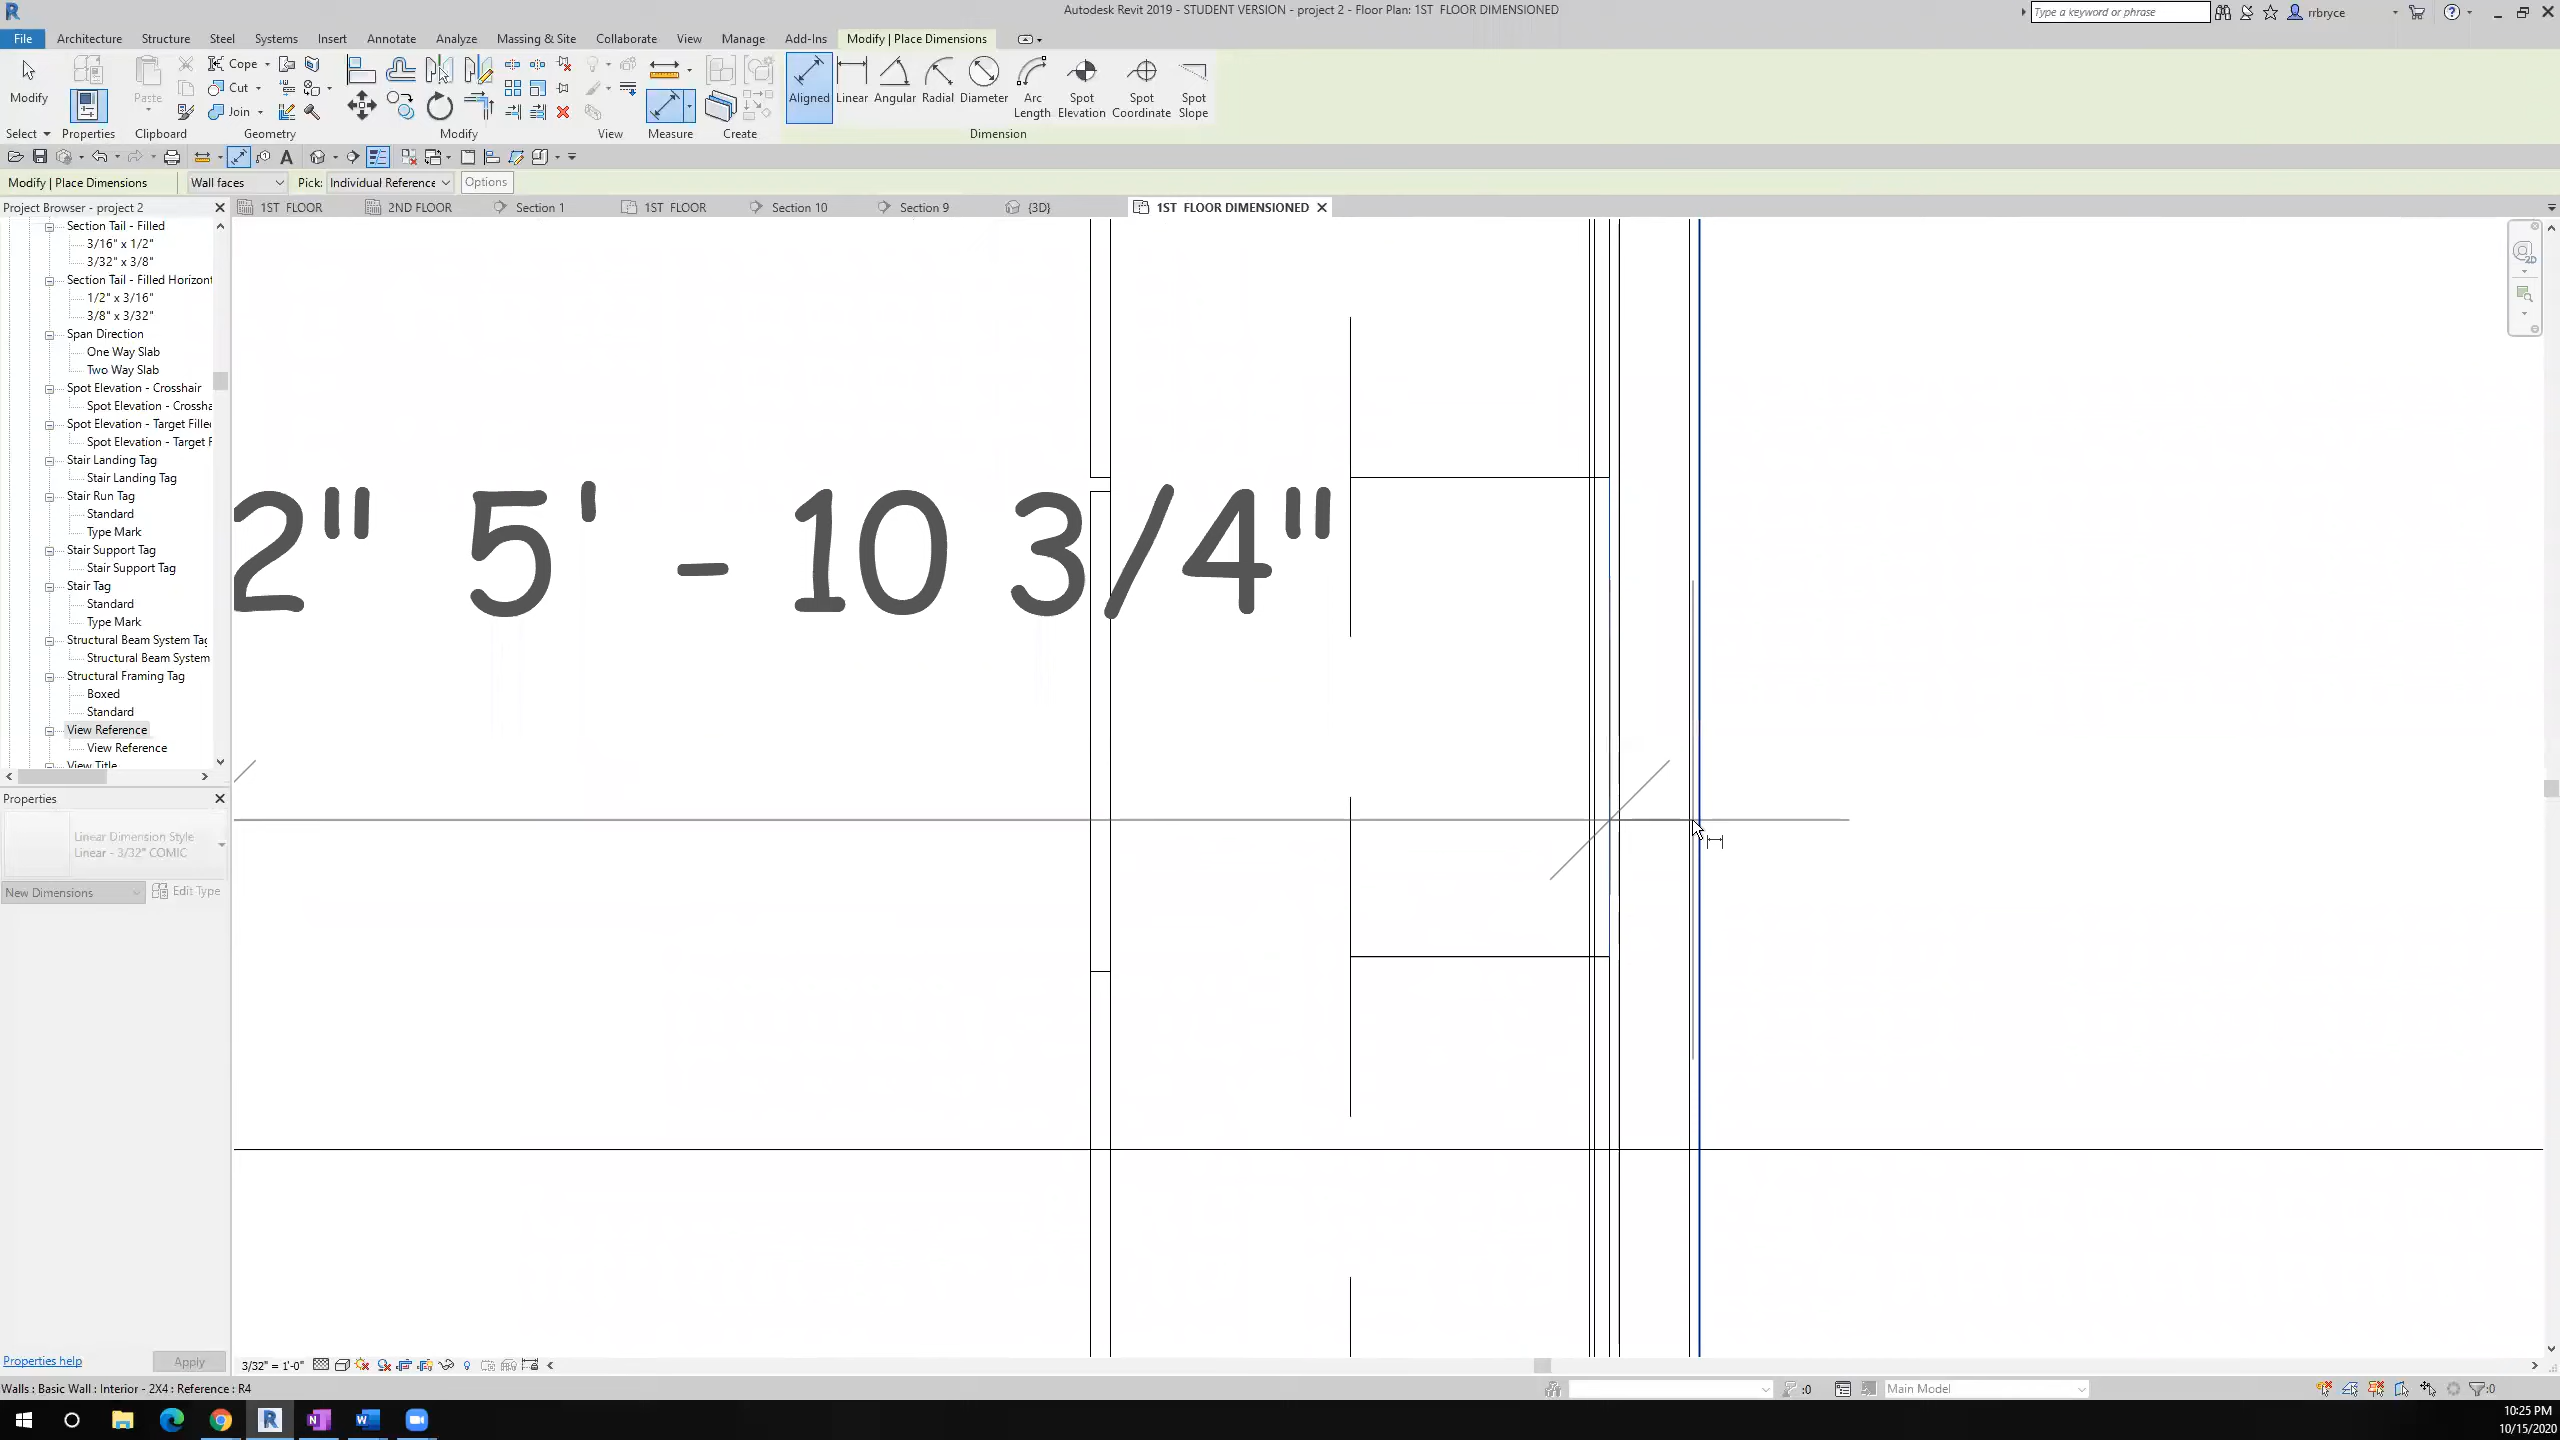 Autodesk Revit 2019 - STUDENT VERSION - project 2 - Floor Plan: 1ST  FLOOR DIMENSIONED
Type a keyword or phrase
rrbryce
File Architecture Structure Steel Systems Insert Annotate Analyze Massing & Site Collaborate View Manage Add-Ins Modify | Place Dimensions
Modify
Paste
Cope
Cut
Join
Aligned Linear Angular Radial Diameter Arc Length Spot Elevation Spot Coordinate Spot Slope
Select Properties Clipboard Geometry Modify View Measure Create Dimension
Modify | Place Dimensions Wall faces Pick: Individual Reference Options
Project Browser - project 2
1ST  FLOOR 2ND FLOOR Section 1 1ST  FLOOR Section 10 Section 9 {3D} 1ST  FLOOR DIMENSIONED
Section Tail - Filled
3/16" x 1/2"
3/32" x 3/8"
Section Tail - Filled Horizont
1/2" x 3/16"
3/8" x 3/32"
Span Direction
One Way Slab
Two Way Slab
Spot Elevation - Crosshair
Spot Elevation - Crossha
Spot Elevation - Target Filled
Spot Elevation - Target F
Stair Landing Tag
Stair Landing Tag
Stair Run Tag
Standard
Type Mark
Stair Support Tag
Stair Support Tag
Stair Tag
Standard
Type Mark
Structural Beam System Tag
Structural Beam System
Structural Framing Tag
Boxed
Standard
View Reference
View Reference
View Title
2" 5' - 10 3/4"
Properties
Linear Dimension Style
Linear - 3/32" COMIC
New Dimensions Edit Type
Properties help Apply
3/32" = 1'-0"
Walls : Basic Wall : Interior - 2X4 : Reference : R4
:0
Main Model
:0
10:25 PM
10/15/2020